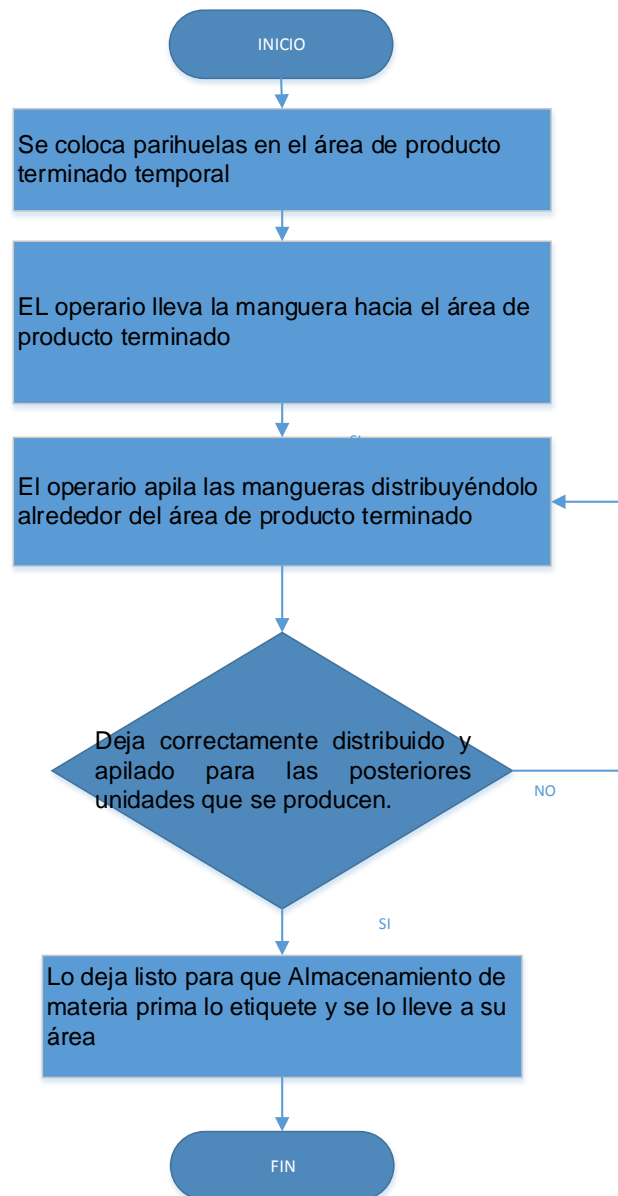 INICIO
Se coloca parihuelas en el área de producto
terminado temporal
EL operario lleva la manguera hacia el área de
producto terminado
El operario apila las mangueras distribuyéndolo
alrededor del área de producto terminado
Deja correctamente distribuido y
apilado para las posteriores
unidades que se producen.
NO
SI
Lo deja listo para que Almacenamiento de
materia prima lo etiquete y se lo lleve a su
área
FIN